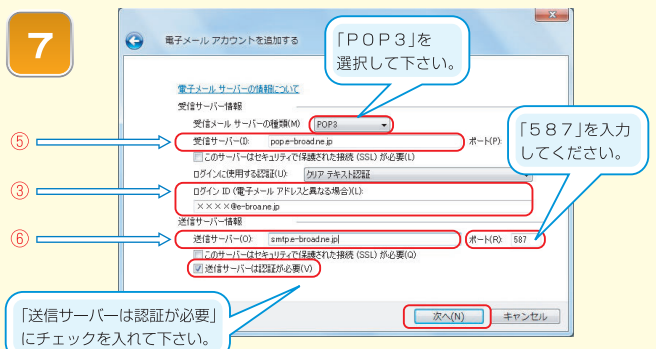 7
電子メール アカウントを追加する
「POP3」を
選択して下さい。
電子メール サーバーの情報について
受信サーバー情報
受信メール サーバーの種類(M) POP3
⑤ 受信サーバー(I): pop.e-broad.ne.jp ポート(P):
このサーバーはセキュリティで保護された接続 (SSL) が必要(L)
「587」を入力
してください。
ログインに使用する認証(U): クリア テキスト認証
③ ログイン ID (電子メール アドレスと異なる場合)(L):
××××@e-broa.ne.jp
送信サーバー情報
⑥ 送信サーバー(O): smtp.e-broad.ne.jp ポート(R): 587
このサーバーはセキュリティで保護された接続 (SSL) が必要(Q)
送信サーバーは認証が必要(V)
「送信サーバーは認証が必要」
にチェックを入れて下さい。
次へ(N) キャンセル